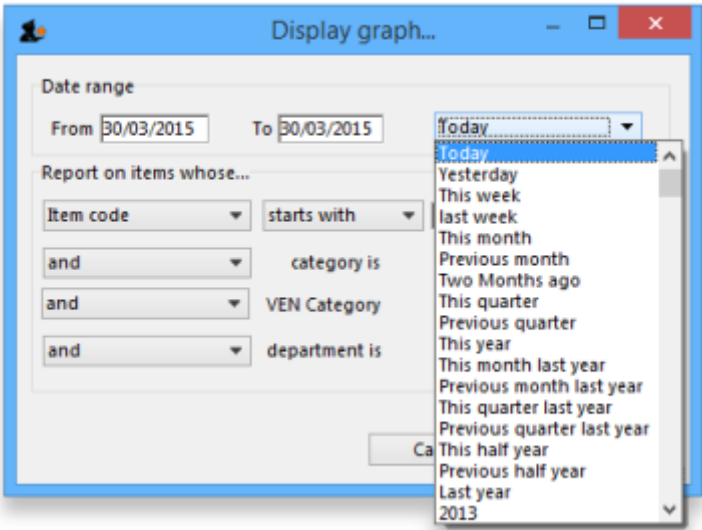 Display graph...
Date range
From 30/03/2015 To 30/03/2015 Today
Report on items whose...
Item code starts with
and category is
and VEN Category
and department is
Ca
Today
Yesterday
This week
last week
This month
Previous month
Two Months ago
This quarter
Previous quarter
This year
This month last year
Previous month last year
This quarter last year
Previous quarter last year
This half year
Previous half year
Last year
2013